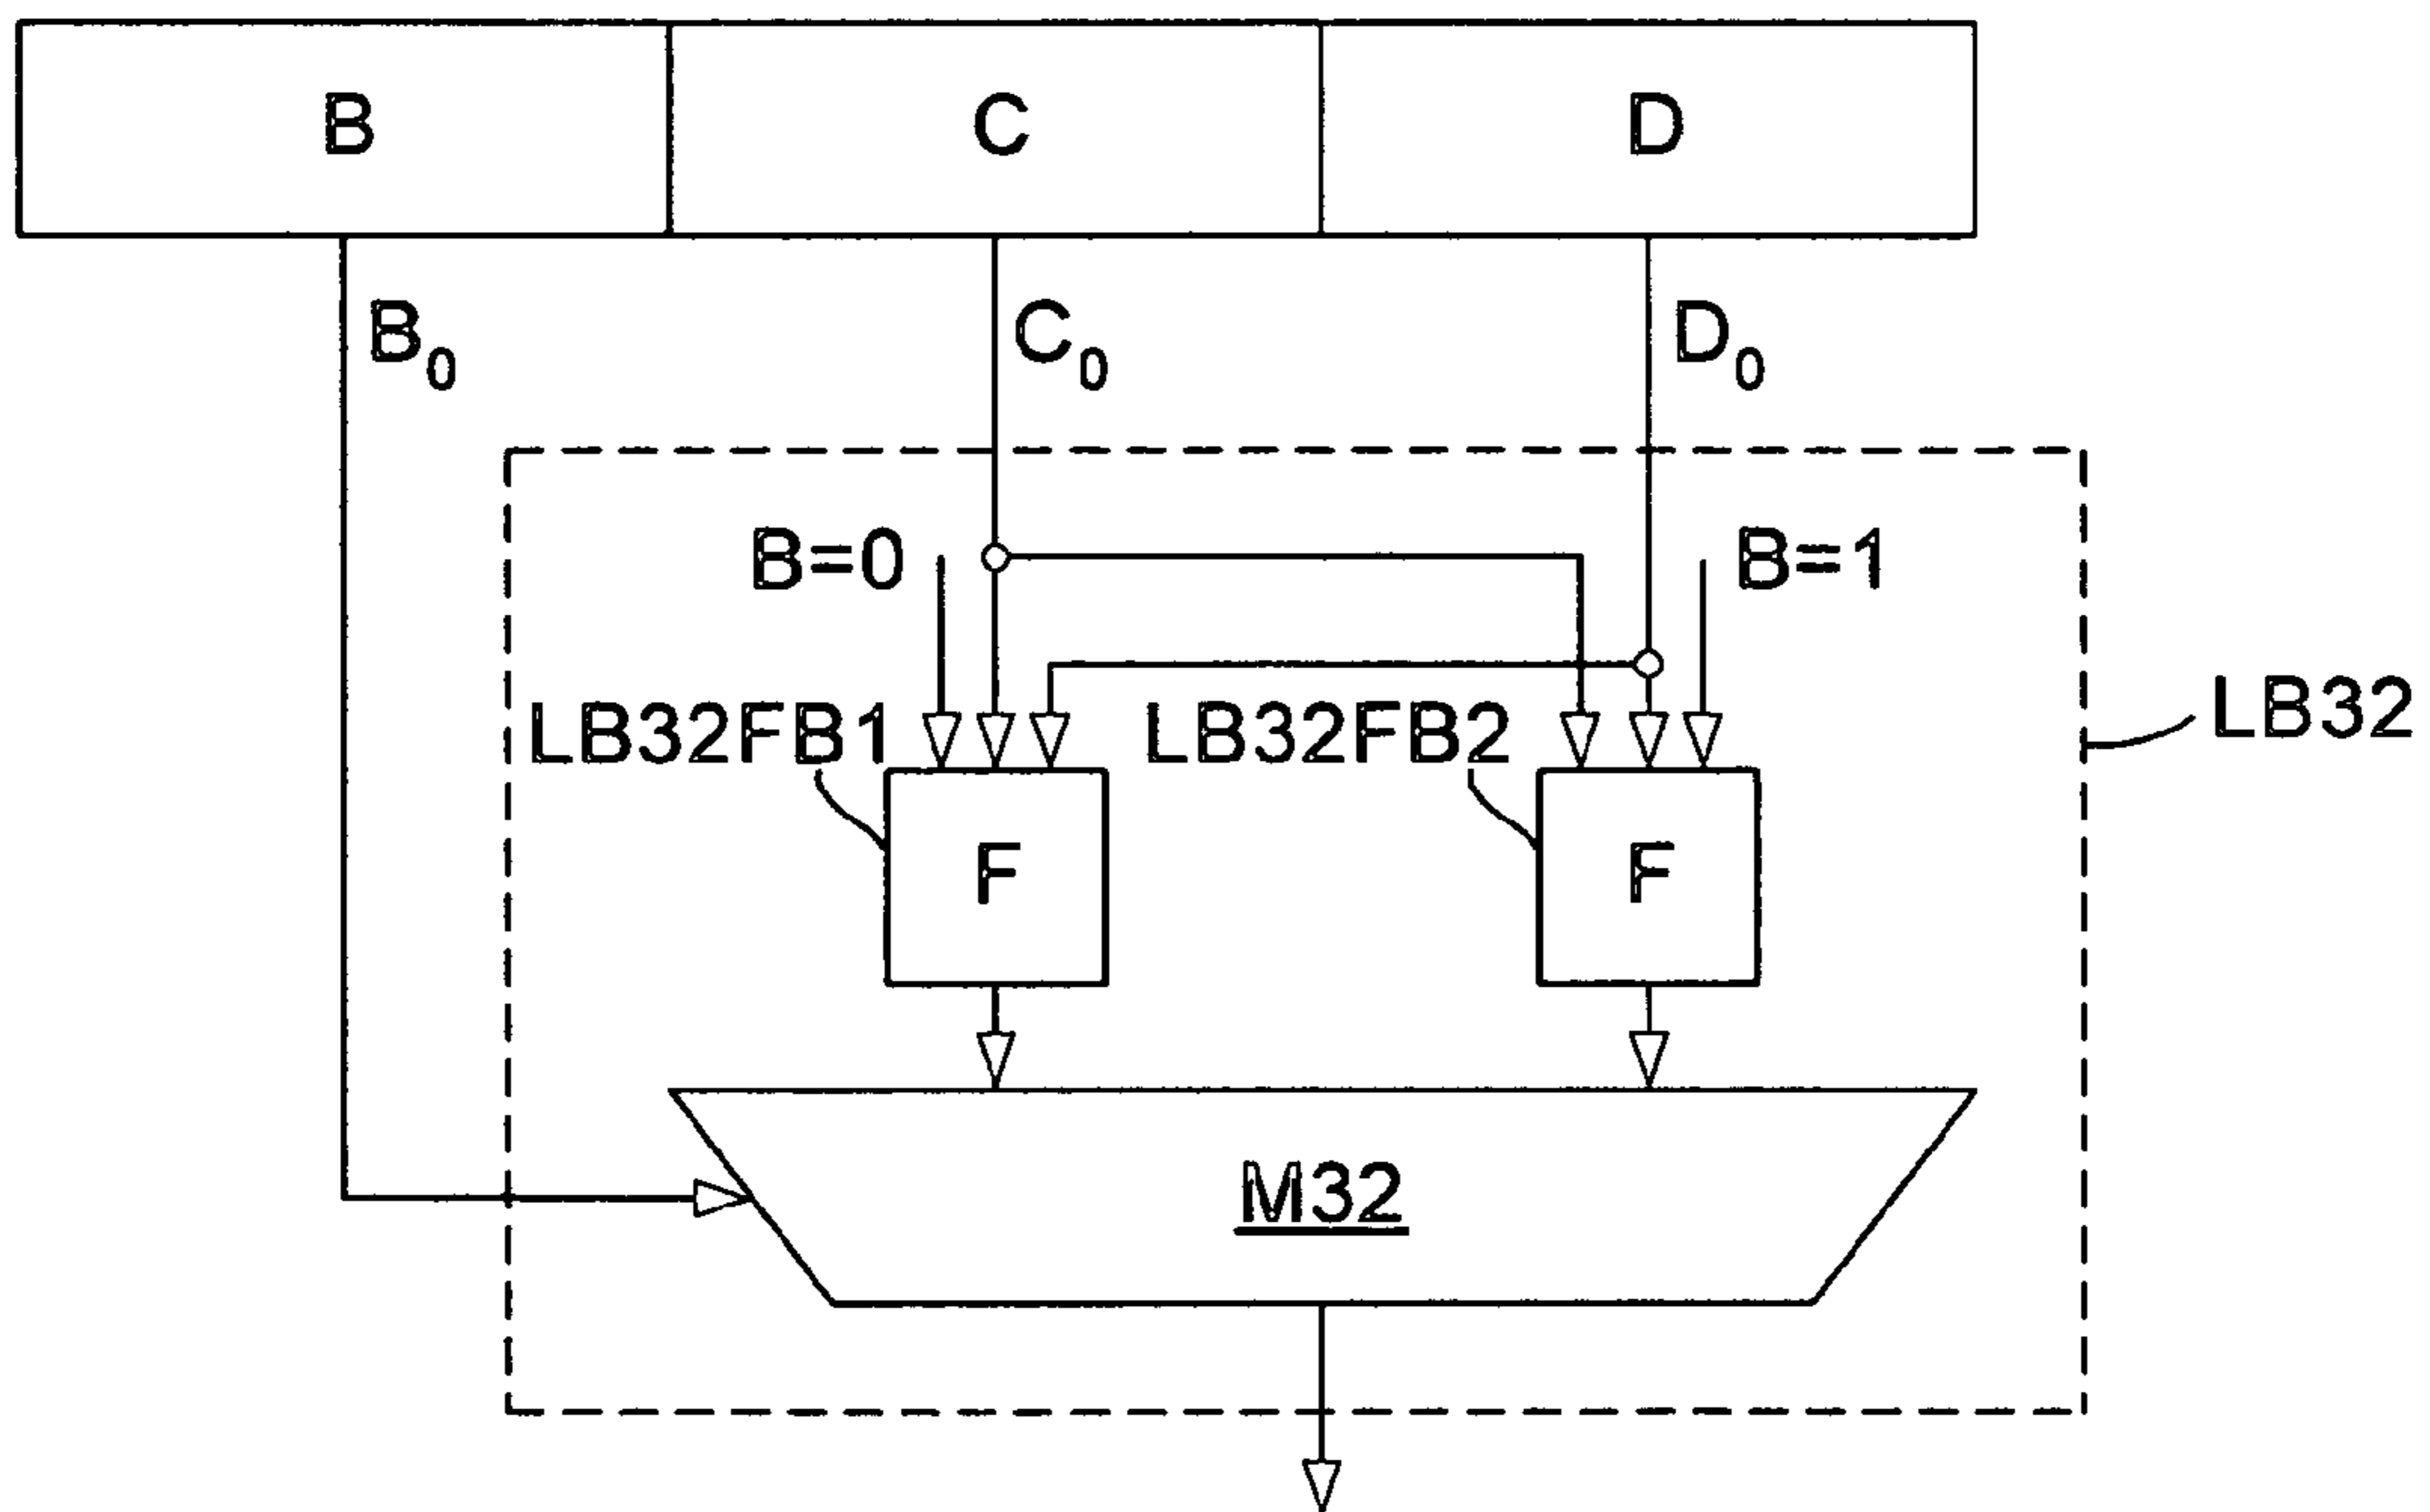 B C D
B₀ C₀ D₀
B=0 B=1
LB32FB1 LB32FB2 LB32
F F
M32